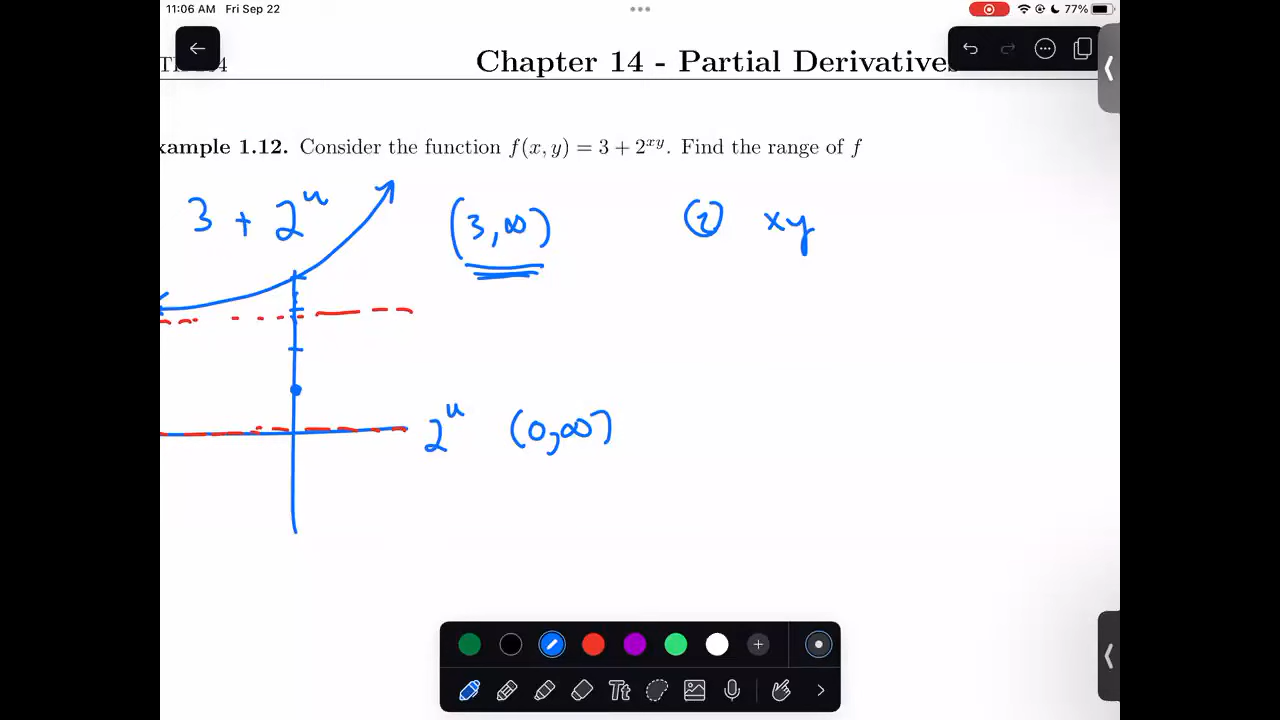 11:06 AM Fri Sep 22 77%
Chapter 14 - Partial Derivatives
xample 1.12. Consider the function f(x, y) = 3 + 2^{xy}. Find the range of f
3 + 2^u (3, ∞) ② xy
2^u (0, ∞)
Tt